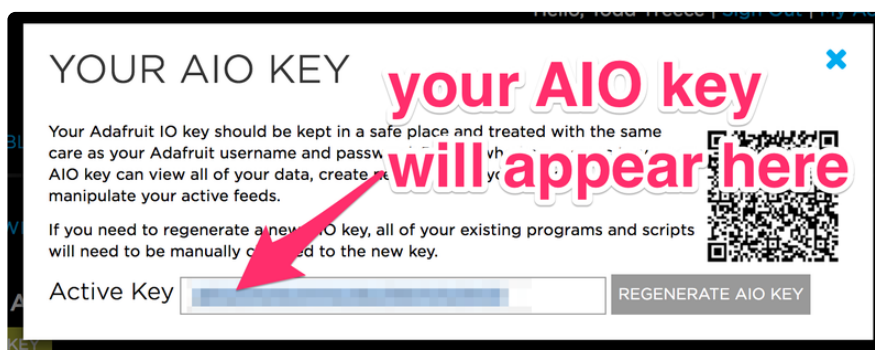 Hello, Todd Treece | Sign Out | My A
YOUR AIO KEY
your AIO key
will appear here
Your Adafruit IO key should be kept in a safe place and treated with the same
care as your Adafruit username and passw
AIO key can view all of your data, create
manipulate your active feeds.
If you need to regenerate a new AIO key, all of your existing programs and scripts
will need to be manually to the new key.
Active Key
REGENERATE AIO KEY
KEY